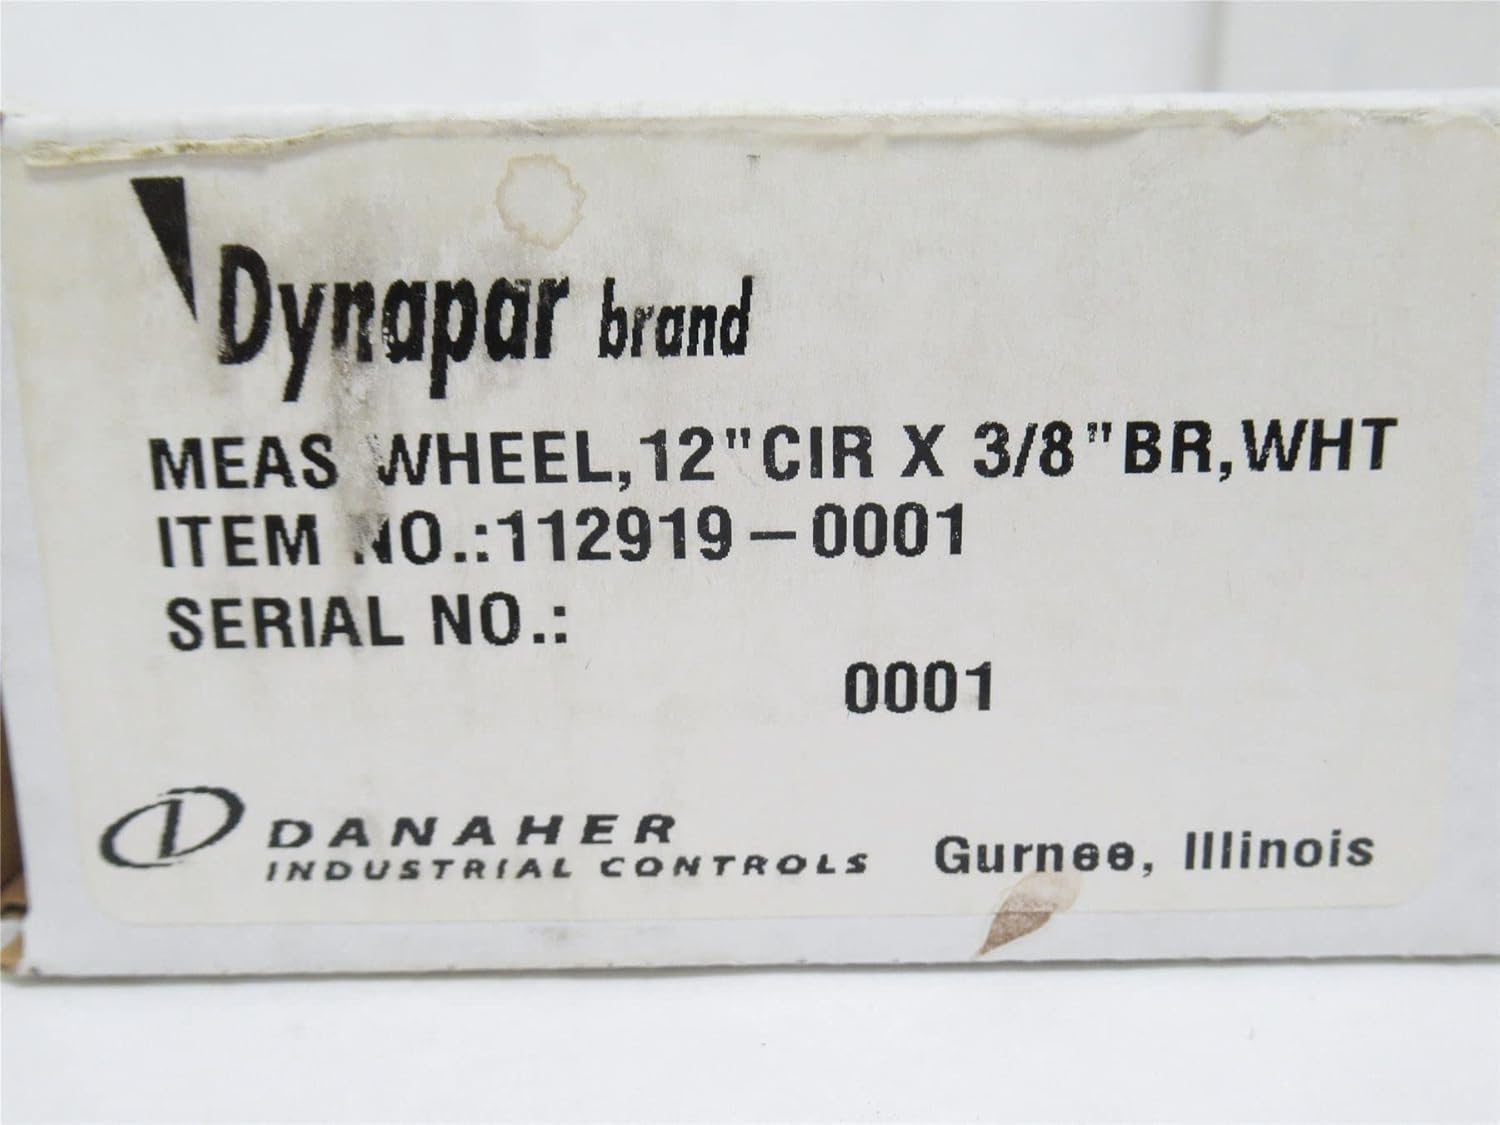 Dynapar brand
MEAS WHEEL,12"CIR X 3/8"BR,WHT
ITEM NO.:112919-0001
SERIAL NO.:
0001
DANAHER
INDUSTRIAL CONTROLS
Gurnee, Illinois